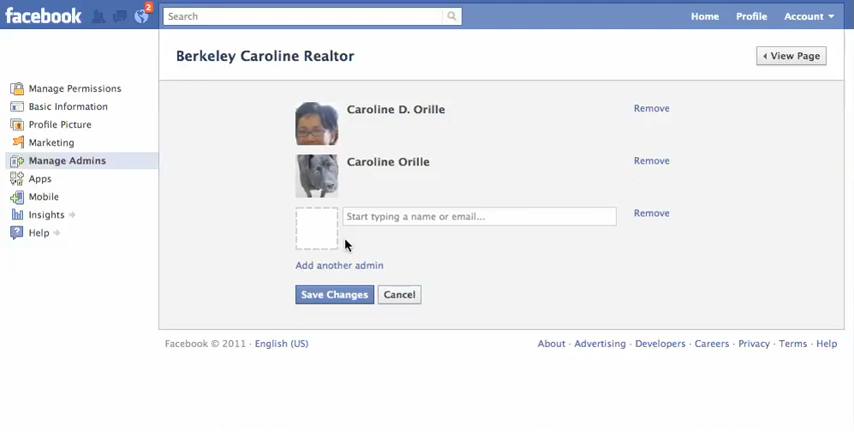 facebook 2 Search Home Profile Account
Berkeley Caroline Realtor View Page
Manage Permissions
Basic Information
Profile Picture
Marketing
Manage Admins
Apps
Mobile
Insights
Help
Caroline D. Orille Remove
Caroline Orille Remove
Start typing a name or email... Remove
Add another admin
Save Changes Cancel
Facebook © 2011 · English (US) About · Advertising · Developers · Careers · Privacy · Terms · Help